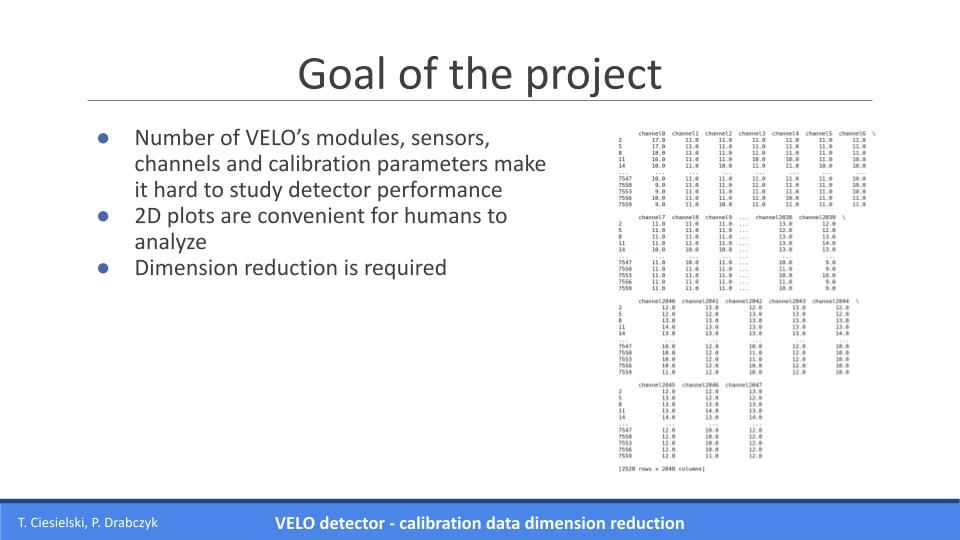 Goal of the project
● Number of VELO’s modules, sensors,
channels and calibration parameters make
it hard to study detector performance
● 2D plots are convenient for humans to
analyze
● Dimension reduction is required
channel0 channel1 channel2 channel3 channel4 channel5 channel6 \
2 17.0 11.0 11.0 11.0 11.0 11.0 11.0
5 17.0 11.0 11.0 11.0 11.0 11.0 11.0
8 18.0 11.0 11.0 11.0 11.0 11.0 10.0
11 16.0 11.0 11.0 10.0 10.0 11.0 10.0
14 10.0 11.0 10.0 11.0 10.0 11.0 10.0
... ... ... ... ... ... ... ...
7547 10.0 11.0 11.0 11.0 11.0 11.0 10.0
7550 9.0 11.0 11.0 11.0 11.0 11.0 10.0
7553 9.0 11.0 11.0 11.0 11.0 11.0 10.0
7556 10.0 11.0 11.0 11.0 10.0 11.0 10.0
7559 9.0 11.0 10.0 11.0 11.0 11.0 11.0
channel7 channel8 channel9 ... channel2038 channel2039 \
2 11.0 11.0 11.0 ... 13.0 12.0
5 11.0 11.0 11.0 ... 12.0 12.0
8 11.0 11.0 11.0 ... 13.0 13.0
11 11.0 11.0 11.0 ... 13.0 14.0
14 10.0 10.0 10.0 ... 13.0 13.0
... ... ... ... ... ... ...
7547 11.0 10.0 11.0 ... 10.0 9.0
7550 11.0 11.0 11.0 ... 11.0 9.0
7553 11.0 11.0 11.0 ... 10.0 10.0
7556 11.0 11.0 11.0 ... 10.0 9.0
7559 11.0 11.0 11.0 ... 10.0 9.0
channel2040 channel2041 channel2042 channel2043 channel2044 \
2 12.0 13.0 12.0 13.0 12.0
5 12.0 12.0 13.0 12.0 12.0
8 13.0 13.0 13.0 13.0 13.0
11 14.0 13.0 13.0 13.0 13.0
14 13.0 13.0 13.0 13.0 14.0
... ... ... ... ... ...
7547 10.0 12.0 10.0 12.0 10.0
7550 10.0 12.0 11.0 12.0 10.0
7553 10.0 12.0 11.0 12.0 10.0
7556 10.0 12.0 10.0 12.0 10.0
7559 11.0 12.0 10.0 12.0 10.0
channel2045 channel2046 channel2047
2 12.0 12.0 13.0
5 13.0 12.0 12.0
8 13.0 13.0 13.0
11 13.0 14.0 13.0
14 14.0 13.0 14.0
... ... ... ...
7547 12.0 10.0 12.0
7550 12.0 10.0 12.0
7553 12.0 10.0 12.0
7556 12.0 10.0 12.0
7559 12.0 11.0 12.0
[2520 rows x 2048 columns]
T. Ciesielski, P. Drabczyk
VELO detector - calibration data dimension reduction